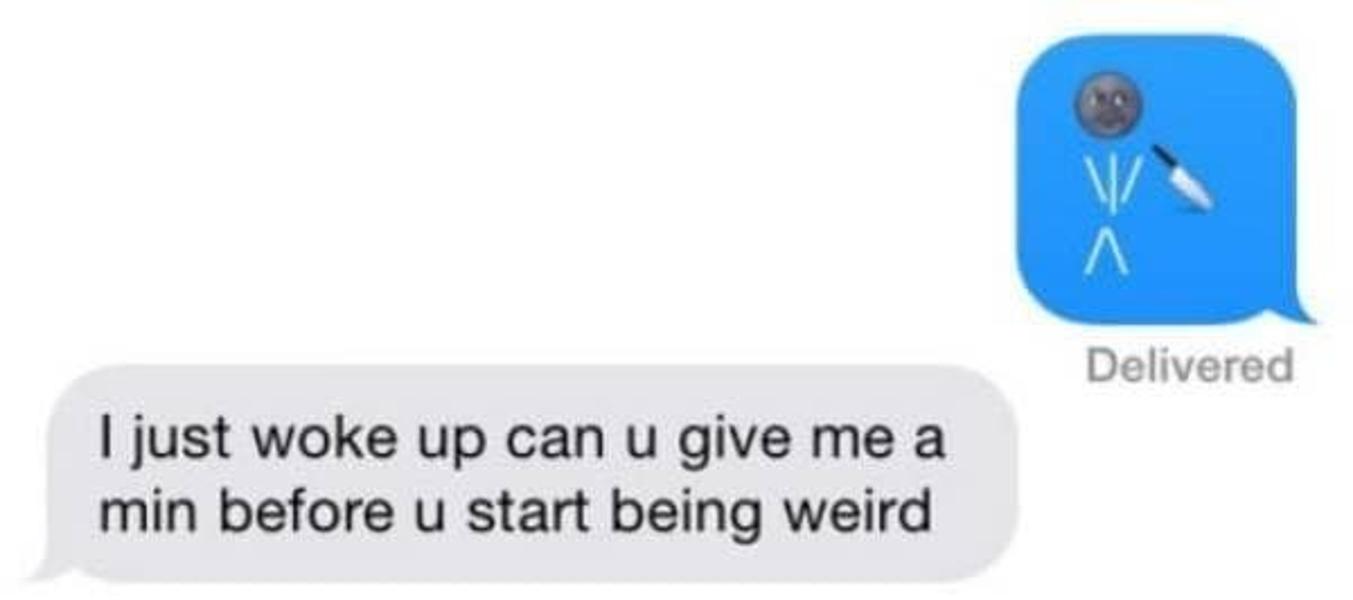 🌚
\|/🔪
/\
Delivered
I just woke up can u give me a
min before u start being weird